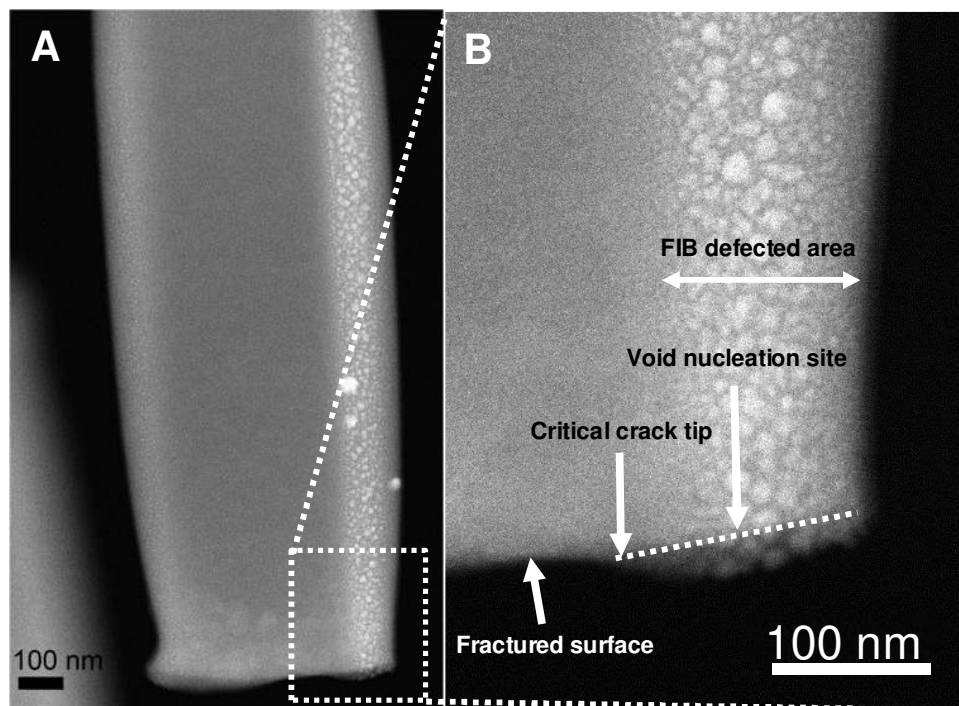 A
B
FIB defected area
Void nucleation site
Critical crack tip
Fractured surface
100 nm
100 nm